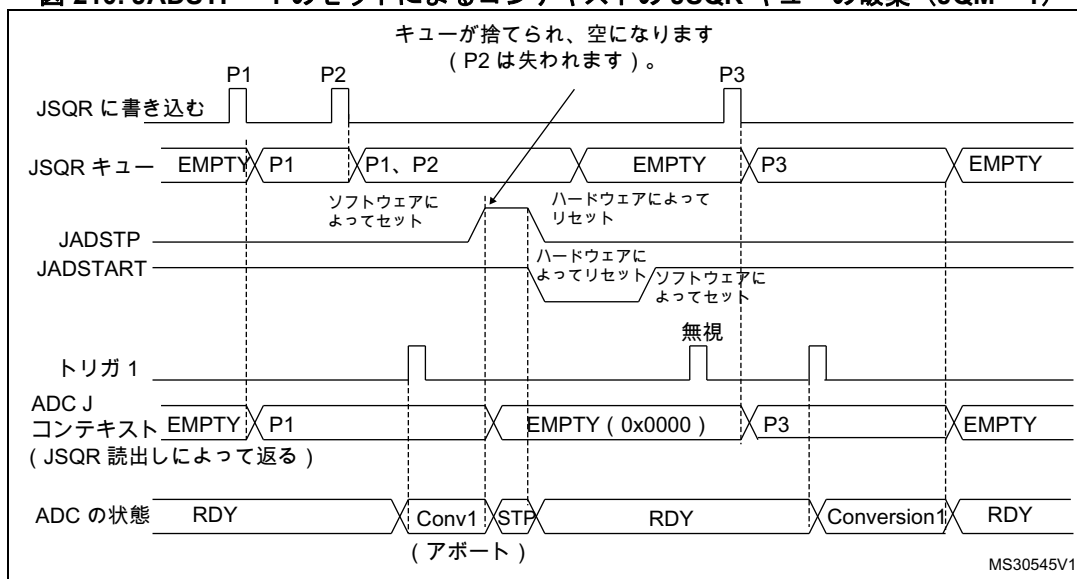 図 210. JADSTP = 1 のセットによるコンテキストの JSQR キューの破棄（JQM = 1）
キューが捨てられ、空になります
( P2 は失われます ) 。
P1
P2
P3
JSQR に書き込む
JSQR キュー
EMPTY
P1
P1、P2
EMPTY
P3
EMPTY
ソフトウェアに
よってセット
ハードウェアによって
リセット
JADSTP
JADSTART
ハードウェアに
よってリセット
ソフトウェアに
よってセット
無視
トリガ 1
ADC J
コンテキスト
( JSQR 読出しによって返る )
EMPTY
P1
EMPTY ( 0x0000 )
P3
EMPTY
ADC の状態
RDY
Conv1
STP
RDY
Conversion1
RDY
( アボート )
MS30545V1